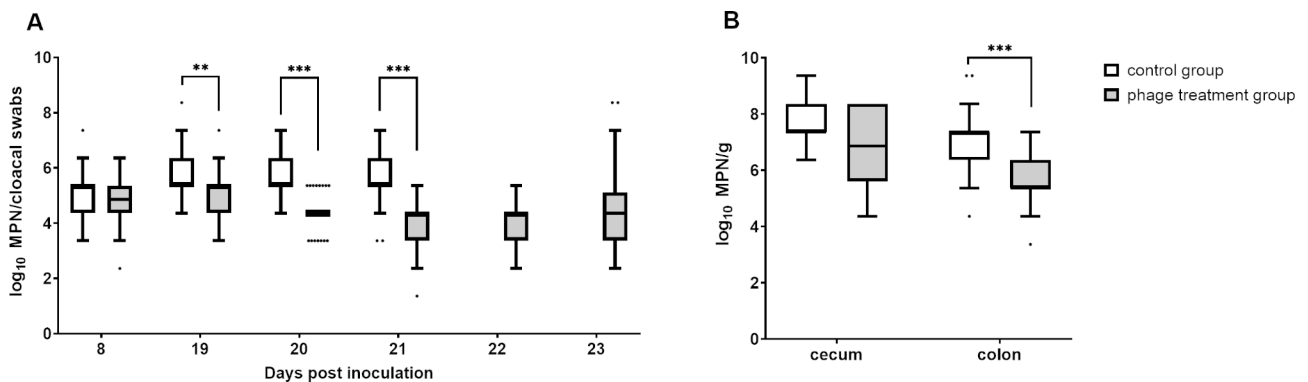 A
log10 MPN/cloacal swabs
10
8
6
4
2
0
**
***
***
8 19 20 21 22 23
Days post inoculation
B
log10 MPN/g
10
8
6
4
2
0
***
cecum colon
control group
phage treatment group